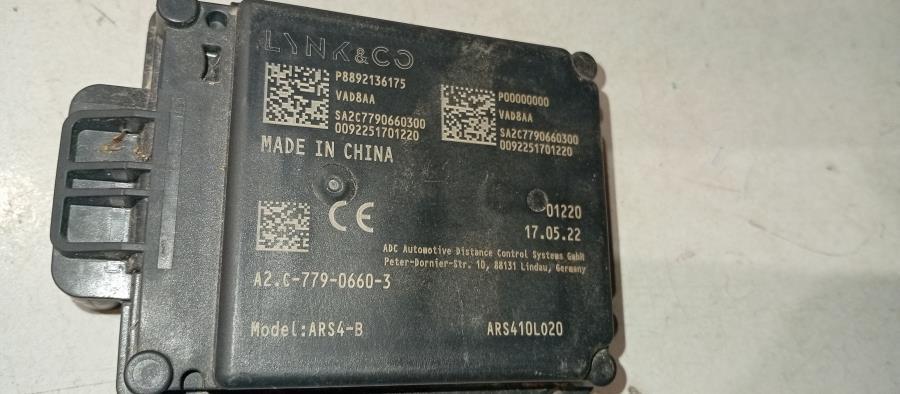 LYNK&CO
P8892136175
VAD8AA
SA2C7790660300
0092251701220
P00000000
VAD8AA
SA2C7790660300
0092251701220
MADE IN CHINA
CE
01220
17.05.22
ADC Automotive Distance Control Systems GmbH
Peter-Dornier-Str. 10, 88131 Lindau, Germany
A2.C-779-0660-3
Model:ARS4-B
ARS410L020